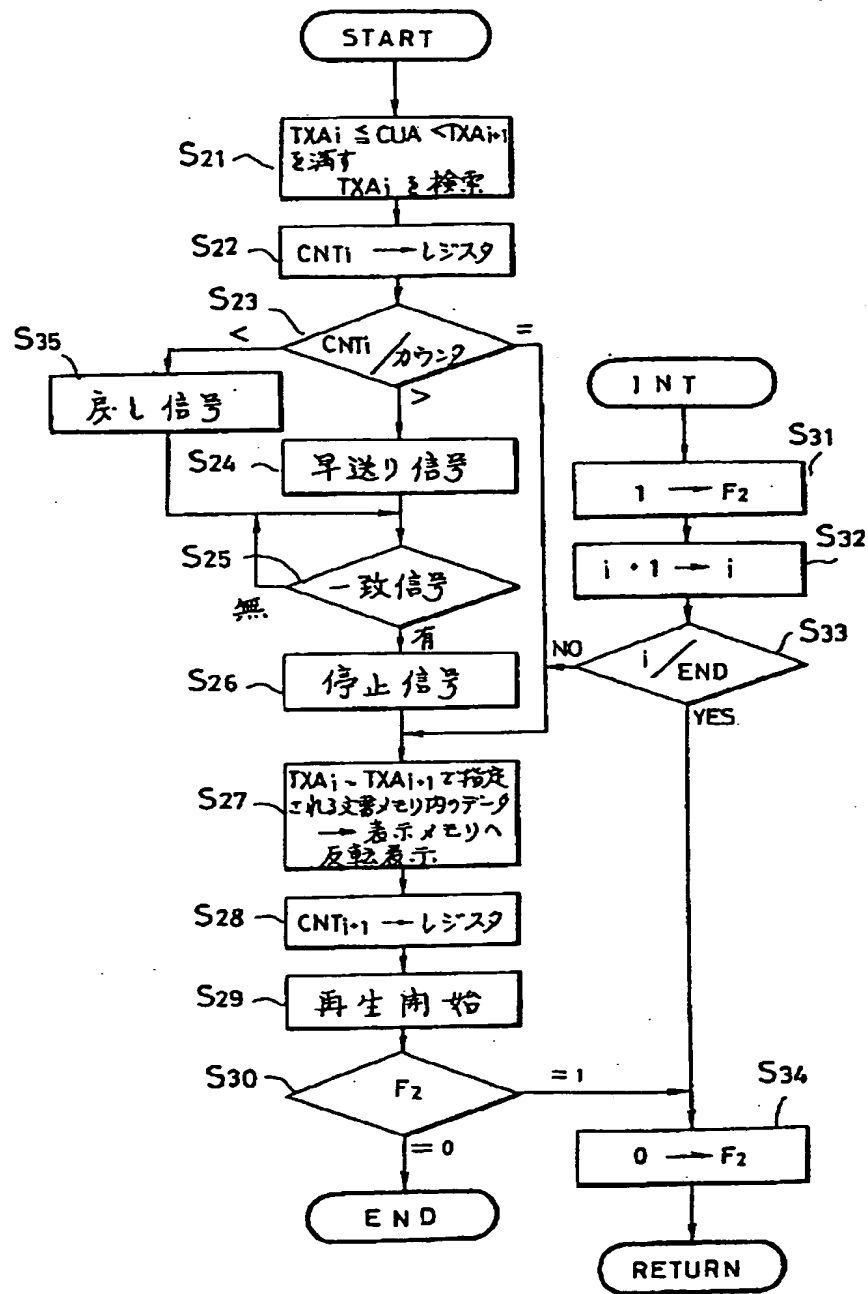 START
S21
TXAi ≦ CUA <TXAi+1
を満す
TXAi を検索
S22
CNTi → レジスタ
S23
CNTi/カウンタ
<
=
>
S35
戻し信号
S24
早送り信号
S25
一致信号
無
有
S26
停止信号
S27
TXAi~TXAi+1で指定
される文書メモリ内のデータ
→ 表示メモリへ
反転表示
S28
CNTi+1 → レジスタ
S29
再生開始
S30
F2
=1
=0
END
INT
S31
1 → F2
S32
i+1 → i
S33
i/END
NO
YES
S34
0 → F2
RETURN